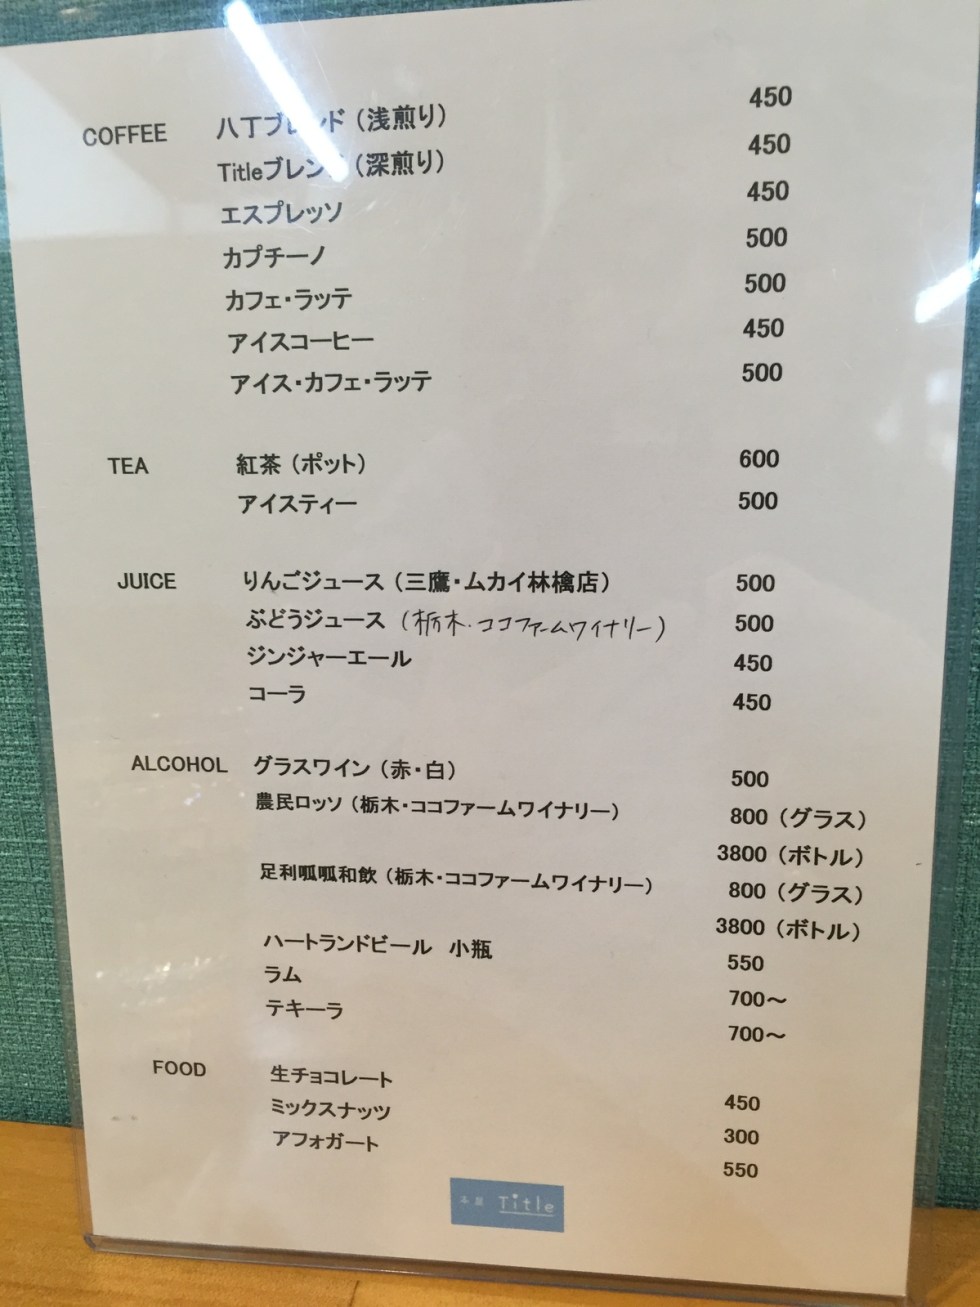 COFFEE 八丁ブレンド（浅煎り） 450
Titleブレンド（深煎り） 450
エスプレッソ 450
カプチーノ 500
カフェ・ラッテ 500
アイスコーヒー 450
アイス・カフェ・ラッテ 500
TEA 紅茶（ポット） 600
アイスティー 500
JUICE りんごジュース（三鷹・ムカイ林檎店） 500
ぶどうジュース（栃木・ココファームワイナリー） 500
ジンジャーエール 450
コーラ 450
ALCOHOL グラスワイン（赤・白） 500
農民ロッソ（栃木・ココファームワイナリー） 800（グラス）
3800（ボトル）
足利呱呱和飲（栃木・ココファームワイナリー） 800（グラス）
3800（ボトル）
ハートランドビール 小瓶 550
ラム 700～
テキーラ 700～
FOOD 生チョコレート 450
ミックスナッツ 300
アフォガート 550
本屋 Title